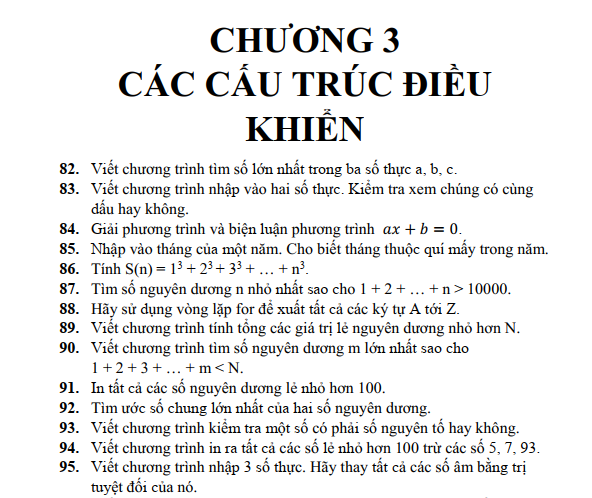 CHƯƠNG 3
CÁC CẤU TRÚC ĐIỀU
KHIỂN
82. Viết chương trình tìm số lớn nhất trong ba số thực a, b, c.
83. Viết chương trình nhập vào hai số thực. Kiểm tra xem chúng có cùng
dấu hay không.
84. Giải phương trình và biện luận phương trình ax + b = 0.
85. Nhập vào tháng của một năm. Cho biết tháng thuộc quí mấy trong năm.
86. Tính S(n) = 1³ + 2³ + 3³ + … + n³.
87. Tìm số nguyên dương n nhỏ nhất sao cho 1 + 2 + … + n > 10000.
88. Hãy sử dụng vòng lặp for để xuất tất cả các ký tự A tới Z.
89. Viết chương trình tính tổng các giá trị lẻ nguyên dương nhỏ hơn N.
90. Viết chương trình tìm số nguyên dương m lớn nhất sao cho
1 + 2 + 3 + … + m < N.
91. In tất cả các số nguyên dương lẻ nhỏ hơn 100.
92. Tìm ước số chung lớn nhất của hai số nguyên dương.
93. Viết chương trình kiểm tra một số có phải số nguyên tố hay không.
94. Viết chương trình in ra tất cả các số lẻ nhỏ hơn 100 trừ các số 5, 7, 93.
95. Viết chương trình nhập 3 số thực. Hãy thay tất cả các số âm bằng trị
tuyệt đối của nó.